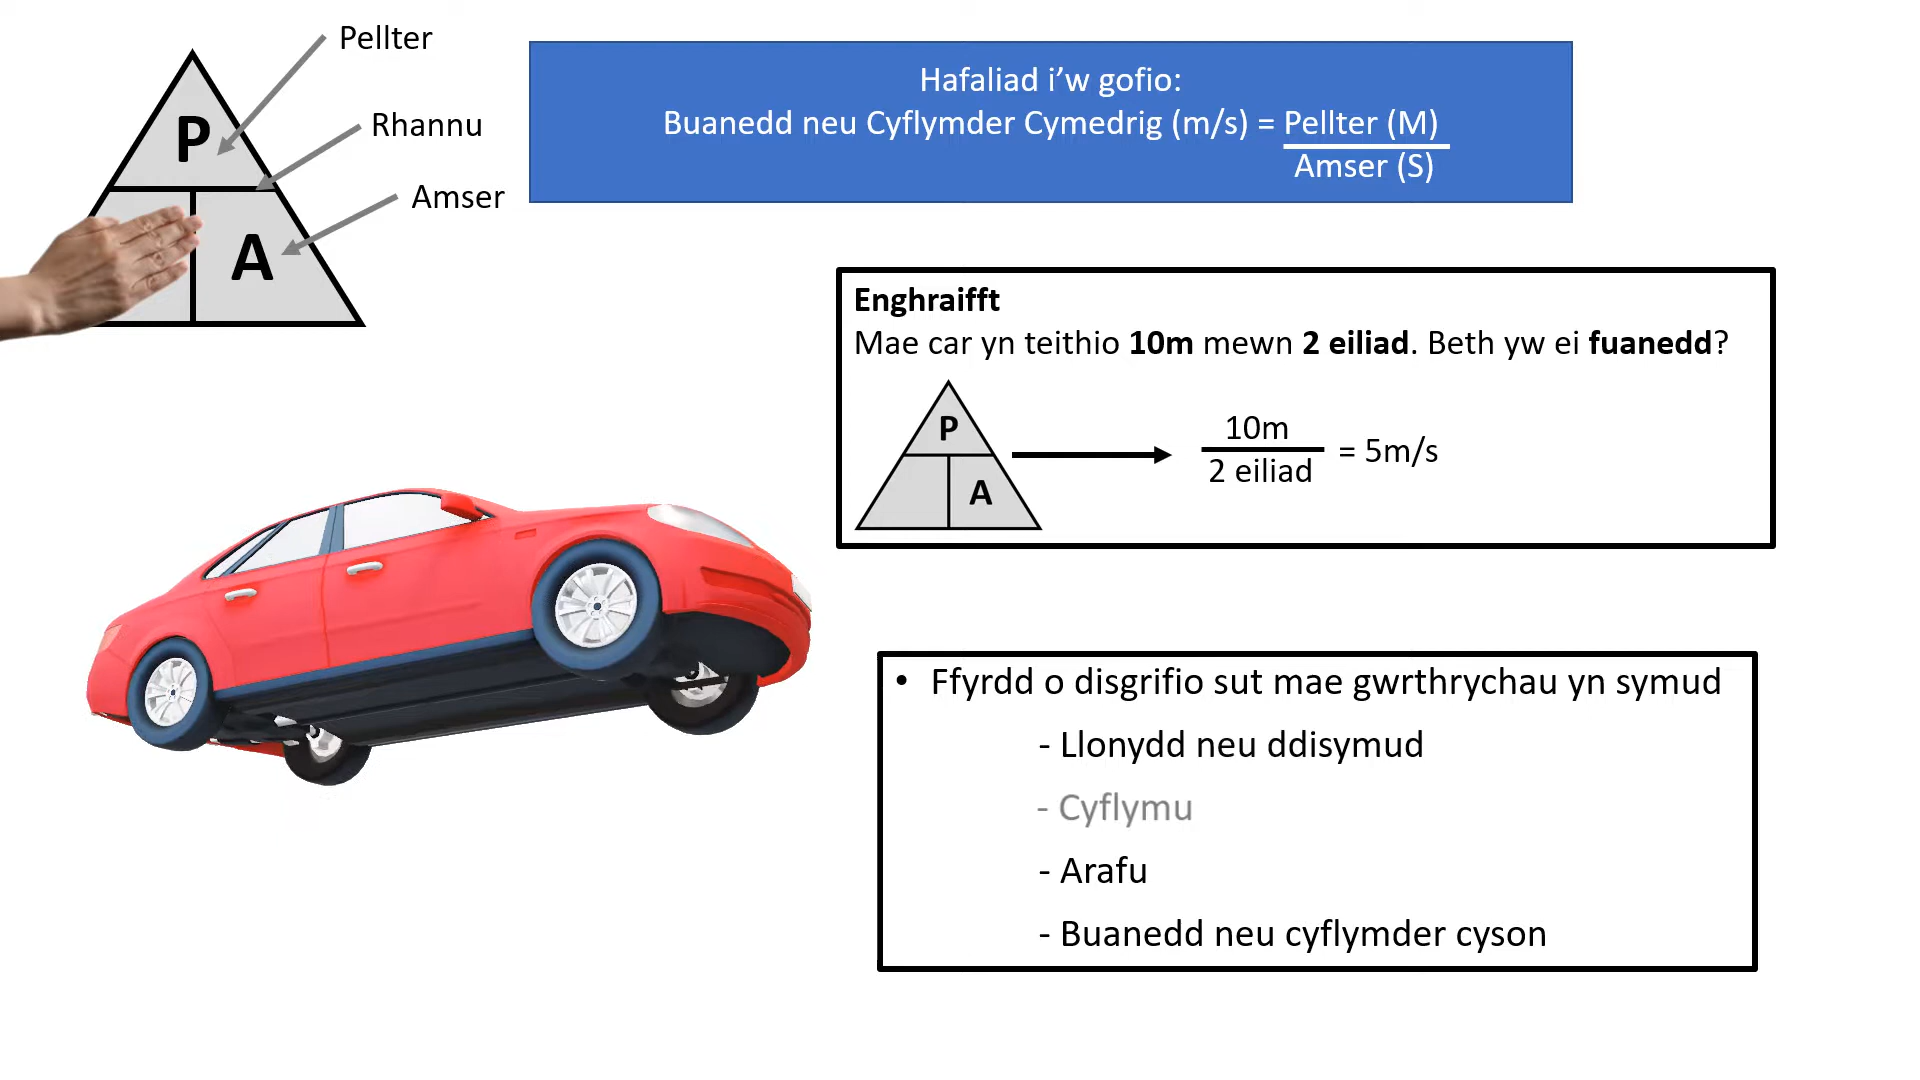 Pellter
Rhannu
Amser
P
A
Hafaliad i’w gofio:
Buanedd neu Cyflymder Cymedrig (m/s) = Pellter (M)
Amser (S)
Enghraifft
Mae car yn teithio 10m mewn 2 eiliad. Beth yw ei fuanedd?
P
A
10m
2 eiliad
= 5m/s
• Ffyrdd o disgrifio sut mae gwrthrychau yn symud
- Llonydd neu ddisymud
- Cyflymu
- Arafu
- Buanedd neu cyflymder cyson